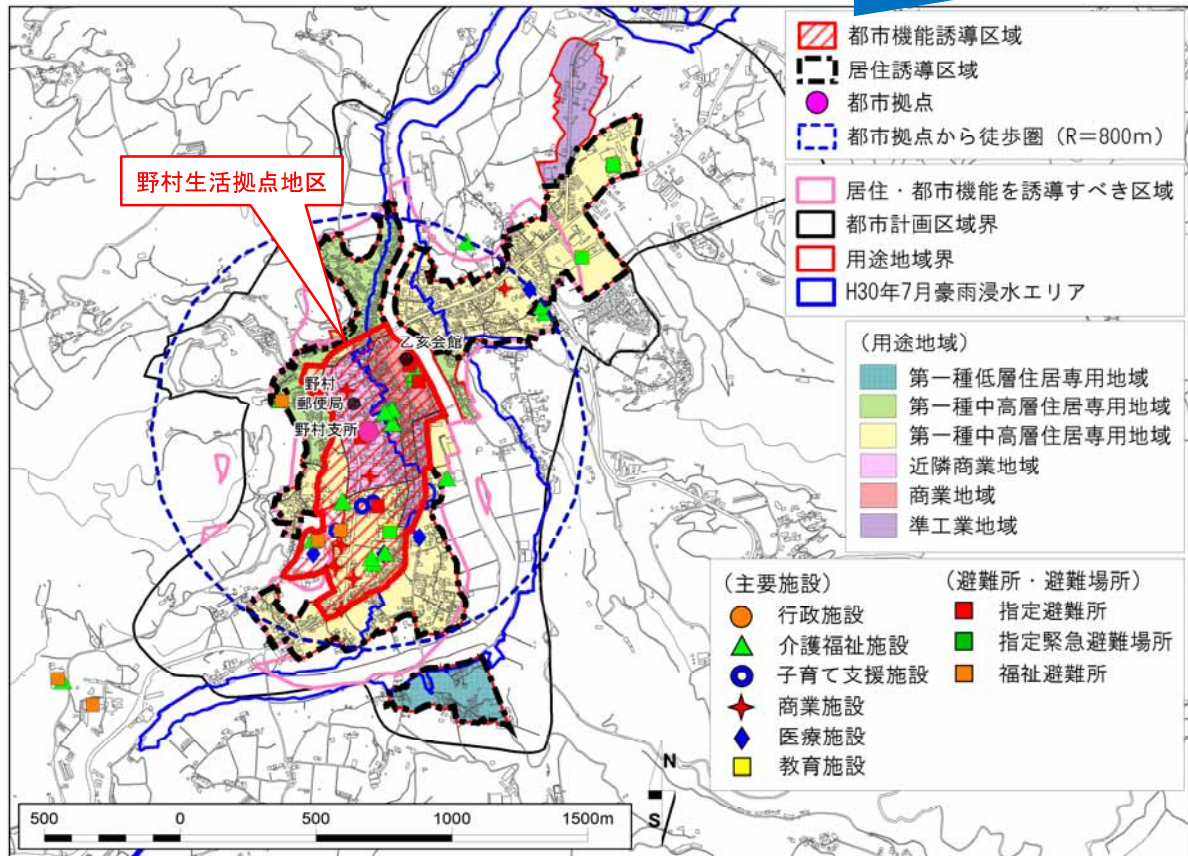 都市機能誘導区域
居住誘導区域
都市拠点
都市拠点から徒歩圏（R＝800m）
居住・都市機能を誘導すべき区域
都市計画区域界
用途地域界
H30年7月豪雨浸水エリア
（用途地域）
第一種低層住居専用地域
第一種中高層住居専用地域
第一種中高層住居専用地域
近隣商業地域
商業地域
準工業地域
野村生活拠点地区
乙亥会館
野村
郵便局
野村支所
（主要施設）
行政施設
介護福祉施設
子育て支援施設
商業施設
医療施設
教育施設
（避難所・避難場所）
指定避難所
指定緊急避難場所
福祉避難所
N
S
500 0 500 1000 1500m